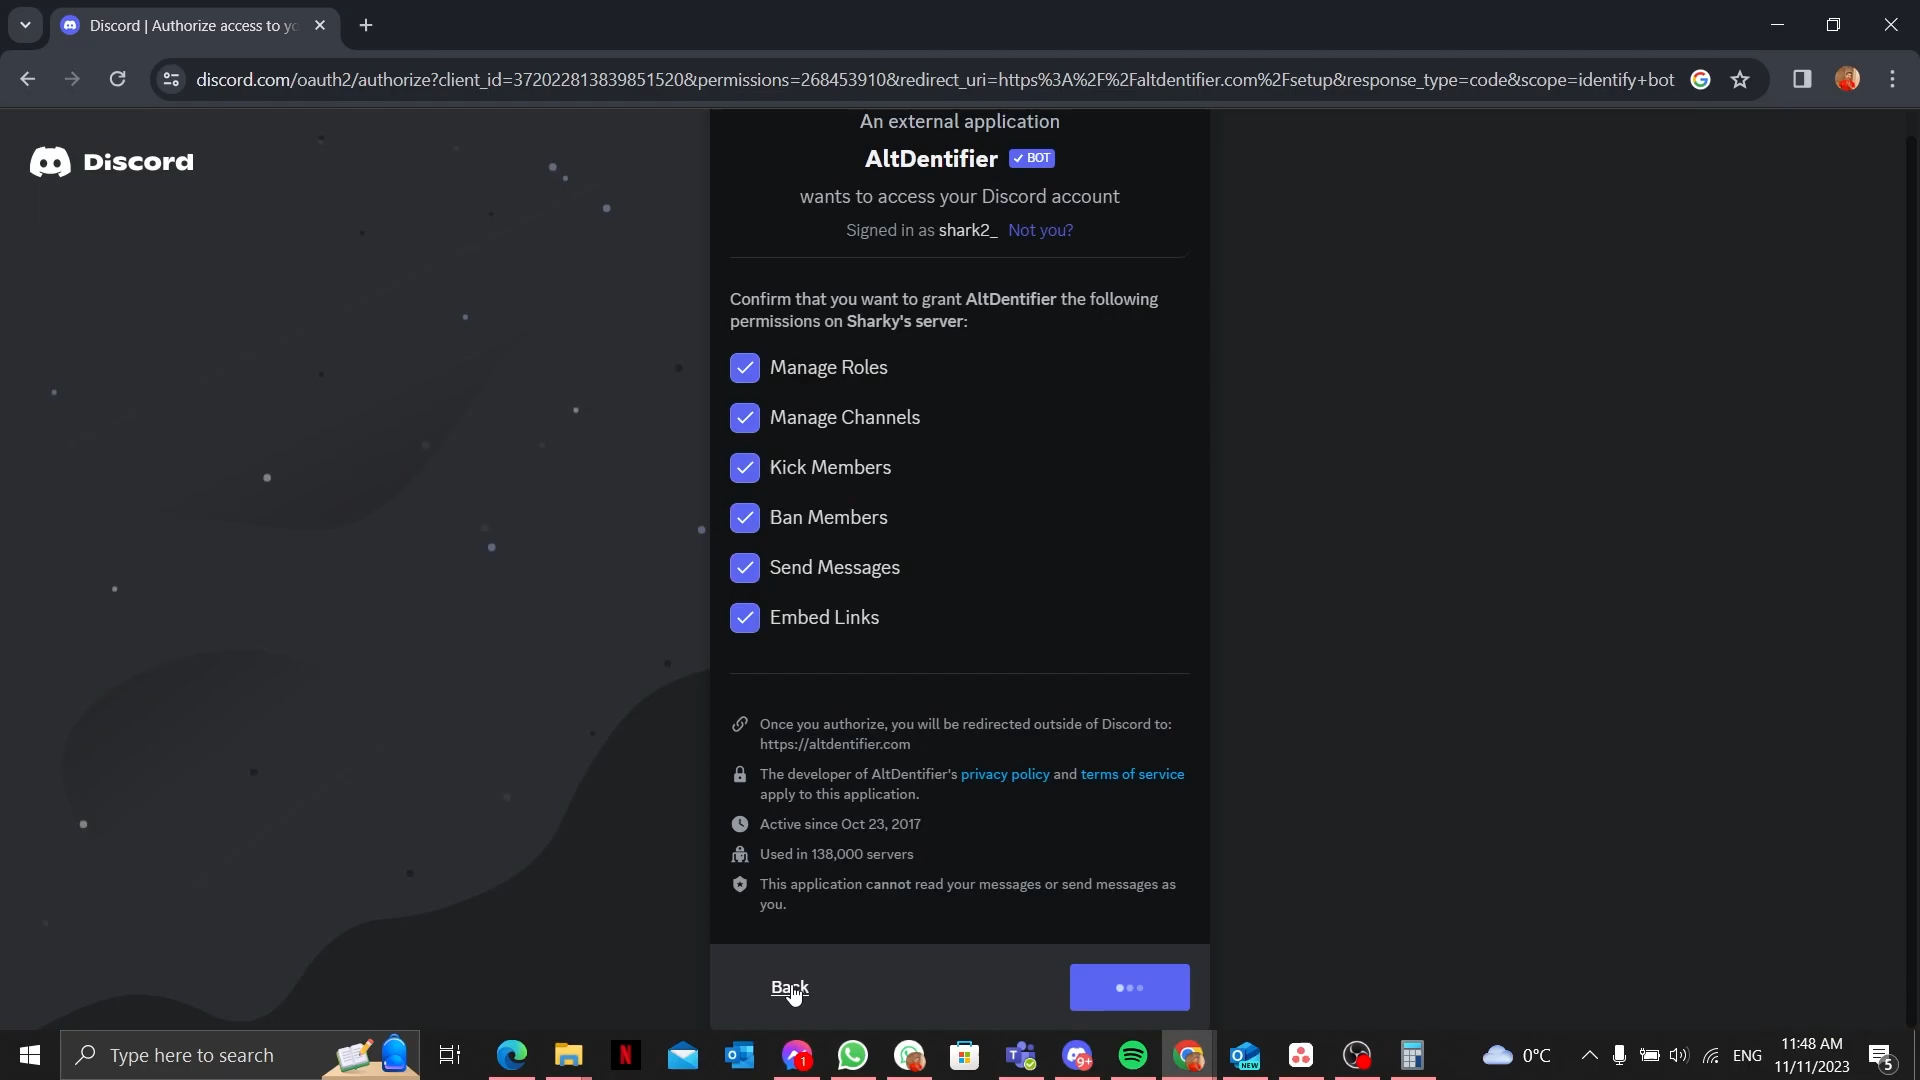 Discord | Authorize access to yo
discord.com/oauth2/authorize?client_id=372022813839851520&permissions=268453910&redirect_uri=https%3A%2F%2Faltdentifier.com%2Fsetup&response_type=code&scope=identify+bot
Discord
An external application
AltDentifier BOT
wants to access your Discord account
Signed in as shark2_ Not you?
Confirm that you want to grant AltDentifier the following
permissions on Sharky's server:
Manage Roles
Manage Channels
Kick Members
Ban Members
Send Messages
Embed Links
Once you authorize, you will be redirected outside of Discord to:
https://altdentifier.com
The developer of AltDentifier's privacy policy and terms of service
apply to this application.
Active since Oct 23, 2017
Used in 138,000 servers
This application cannot read your messages or send messages as
you.
Back
Type here to search
N
1
9+
NEW
0°C
ENG
11:48 AM
11/11/2023
5